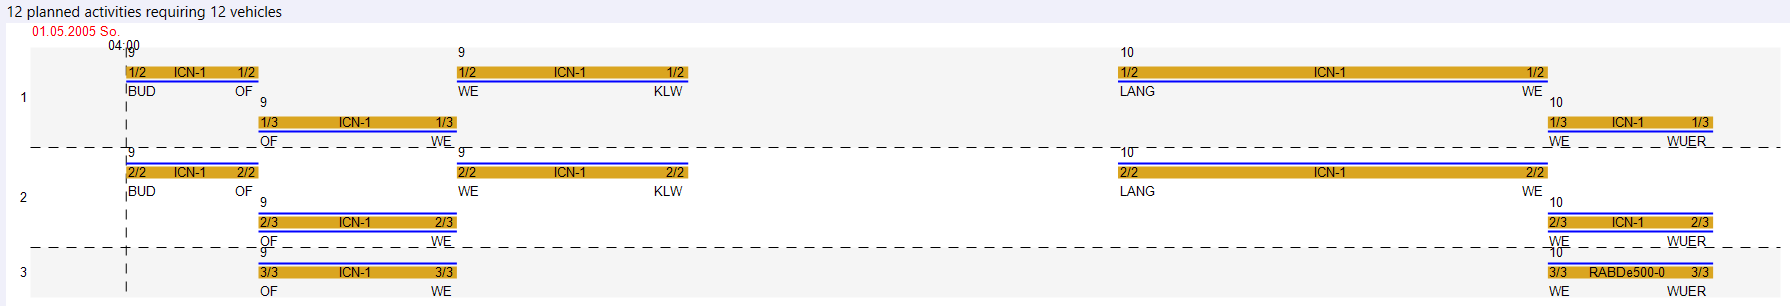 12 planned activities requiring 12 vehicles
01.05.2005 So.
04:00
9 9 10
1/2 ICN-1 1/2 1/2 ICN-1 1/2 1/2 ICN-1 1/2
BUD OF WE KLW LANG WE
1
9 10
1/3 ICN-1 1/3 1/3 ICN-1 1/3
OF WE WE WUER
9 9 10
2/2 ICN-1 2/2 2/2 ICN-1 2/2 2/2 ICN-1 2/2
BUD OF WE KLW LANG WE
2
9 10
2/3 ICN-1 2/3 2/3 ICN-1 2/3
OF WE WE WUER
9 10
3 3/3 ICN-1 3/3 3/3 RABDe500-0 3/3
OF WE WE WUER